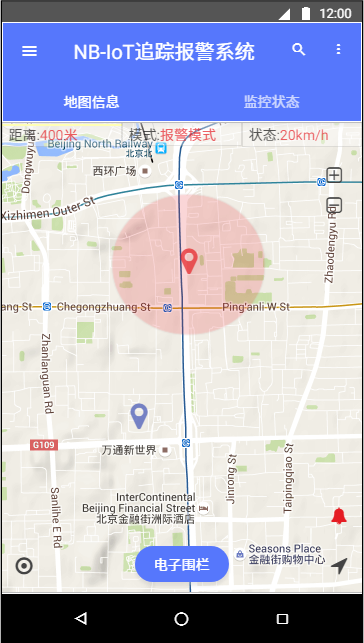 12:00
NB-IoT追踪报警系统
地图信息
监控状态
距离:400米
模式:报警模式
状态:20km/h
Beijing North Railway
北京北
西环广场
Xizhimen Outer St
Zhaodengyu Rd
ang St
Chegongzhuang St
Ping'anli W St
Zhanlanguan Rd
G109
万通新世界
Jinrong St
Taipingqiao St
Sanlihe E Rd
InterContinental
Beijing Financial Street
北京金融街洲际酒店
Seasons Place
金融街购物中心
电子围栏